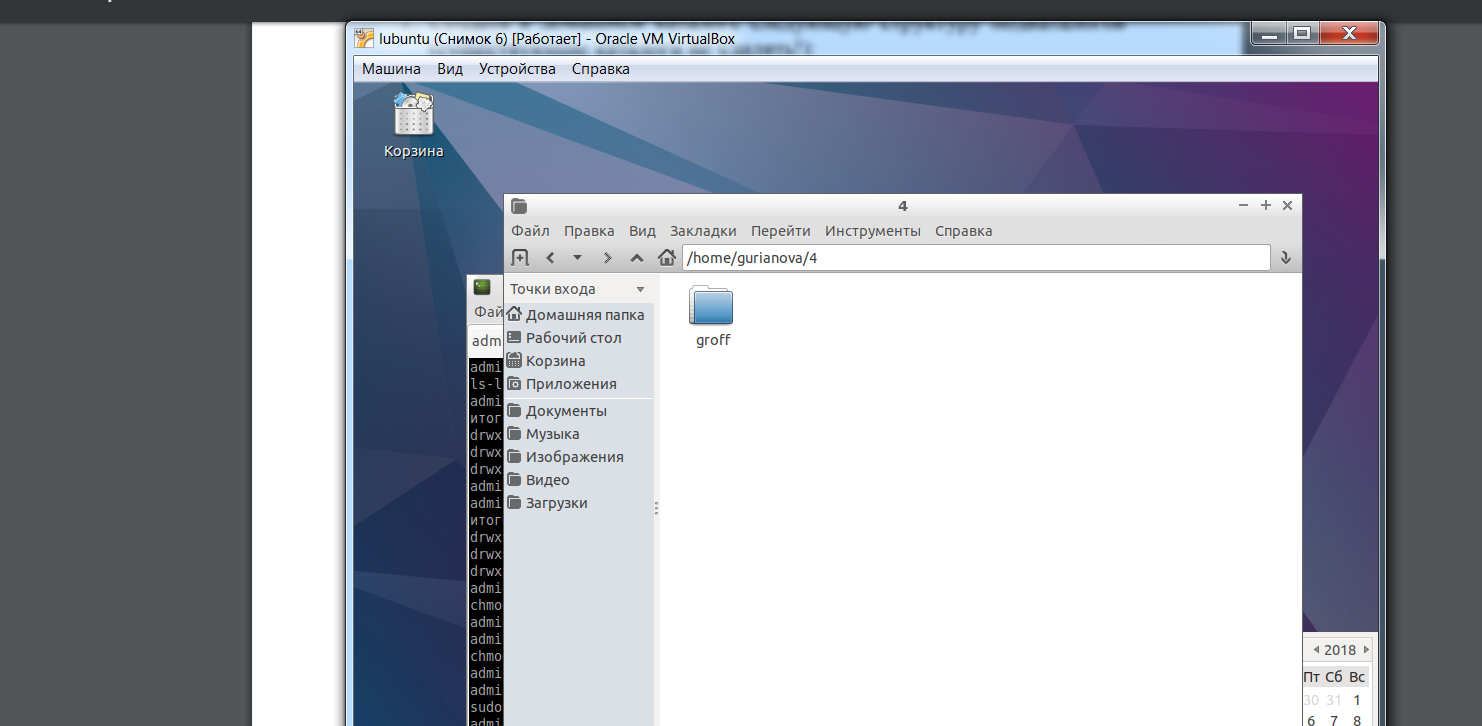 lubuntu (Снимок 6) [Работает] - Oracle VM VirtualBox
Машина Вид Устройства Справка
Корзина
4
Файл Правка Вид Закладки Перейти Инструменты Справка
/home/gurianova/4
Точки входа
Домашняя папка
Рабочий стол
Корзина
Приложения
Документы
Музыка
Изображения
Видео
Загрузки
groff
Фай
adm
admi
ls-l
admi
итог
drwx
drwx
drwx
admi
admi
итог
drwx
drwx
drwx
admi
chmo
admi
admi
chmo
admi
admi
sudo
admi
2018
Пт Сб Вс
30 31 1
6 7 8